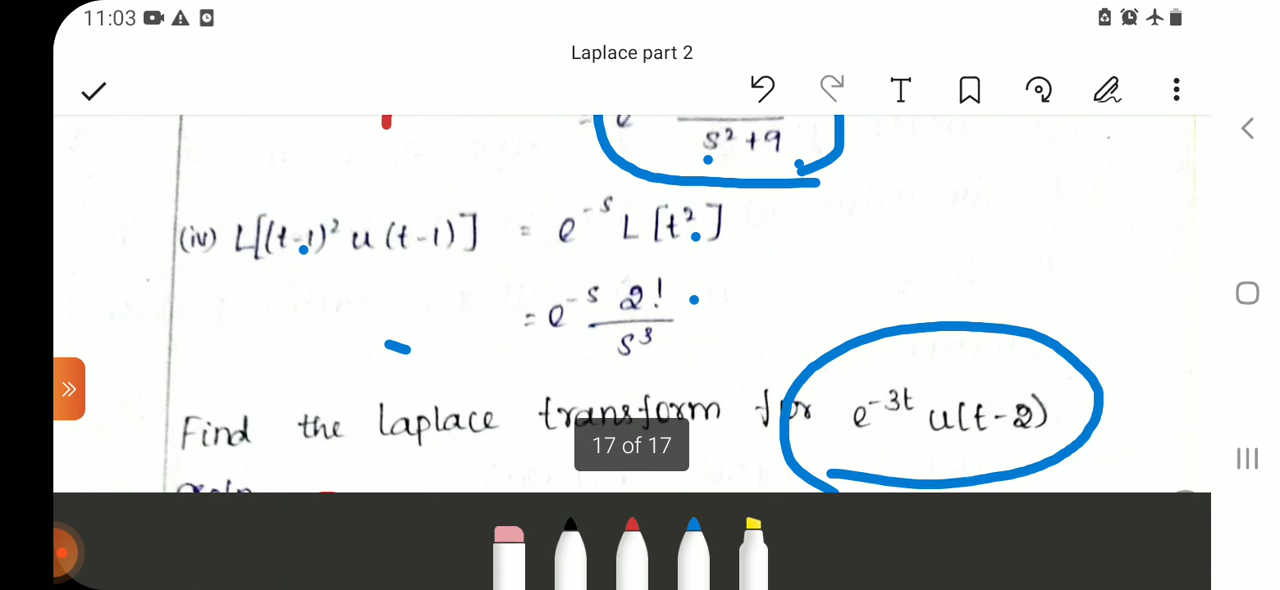 11:03
Laplace part 2
s² + 9
(iv) L[(t-1)² u(t-1)] = e^-s L[t²]
= e^-s 2!/s³
Find the laplace transform for e^-3t u(t-2)
17 of 17